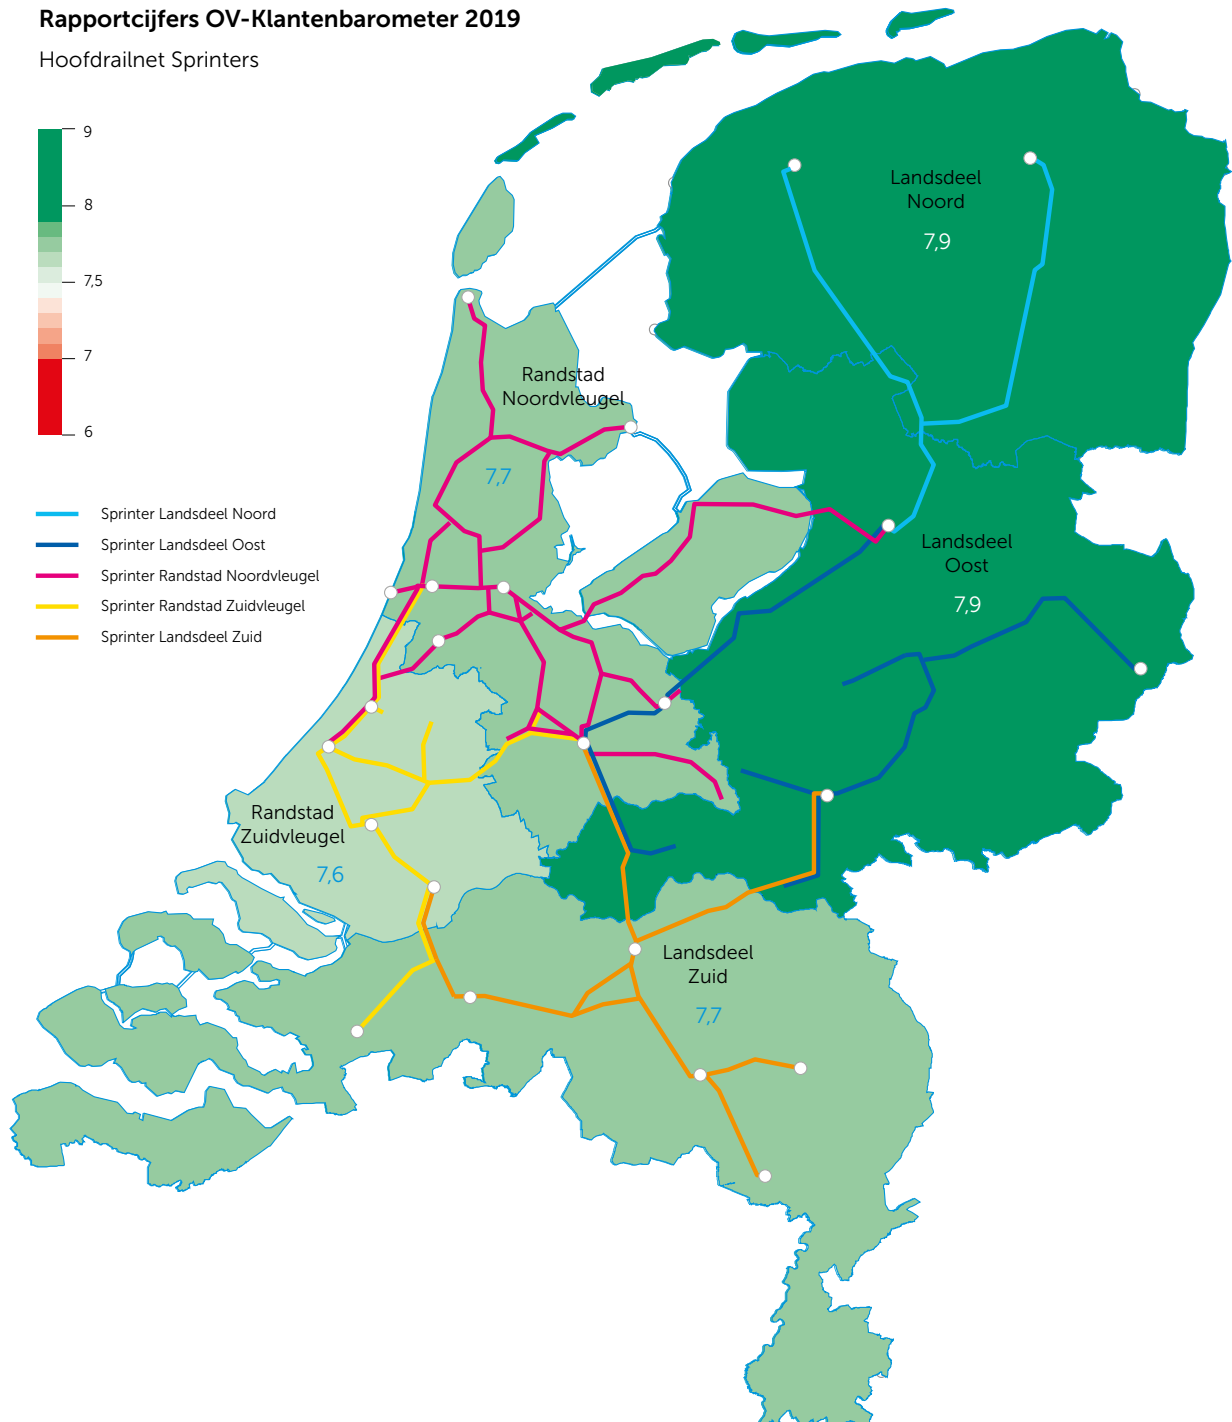 Rapportcijfers OV-Klantenbarometer 2019
Hoofdrailnet Sprinters
9
8
7,5
7
6
Sprinter Landsdeel Noord
Sprinter Landsdeel Oost
Sprinter Randstad Noordvleugel
Sprinter Randstad Zuidvleugel
Sprinter Landsdeel Zuid
Landsdeel
Noord
7,9
Randstad
Noordvleugel
7,7
Landsdeel
Oost
7,9
Randstad
Zuidvleugel
7,6
Landsdeel
Zuid
7,7